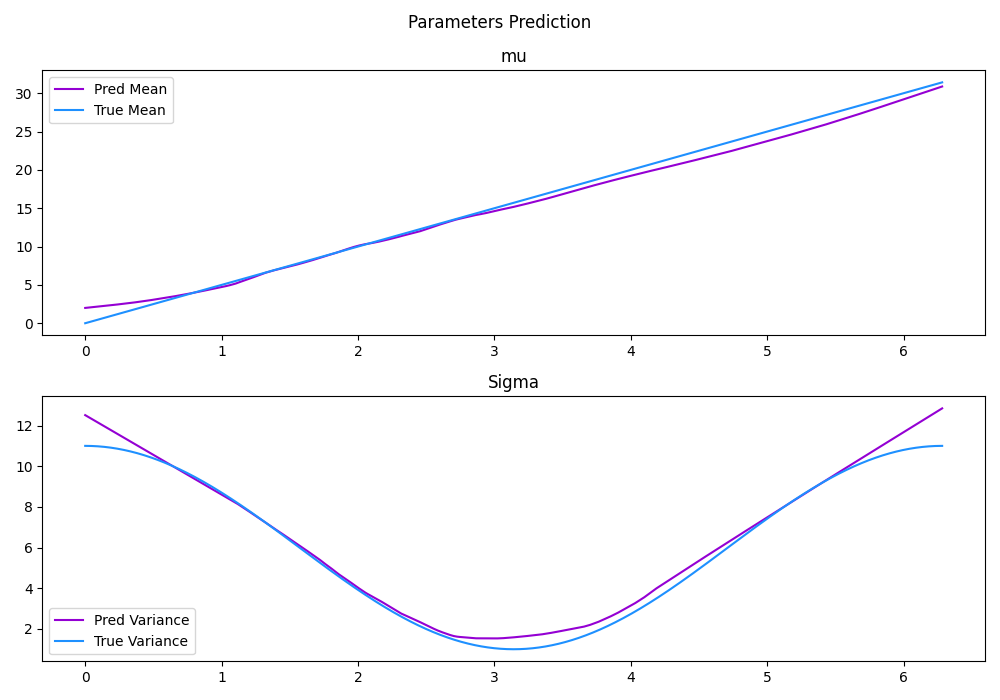 Parameters Prediction
mu
Pred Mean
True Mean
30
25
20
15
10
5
0
0 1 2 3 4 5 6
Sigma
12
10
8
6
4
2
Pred Variance
True Variance
0 1 2 3 4 5 6